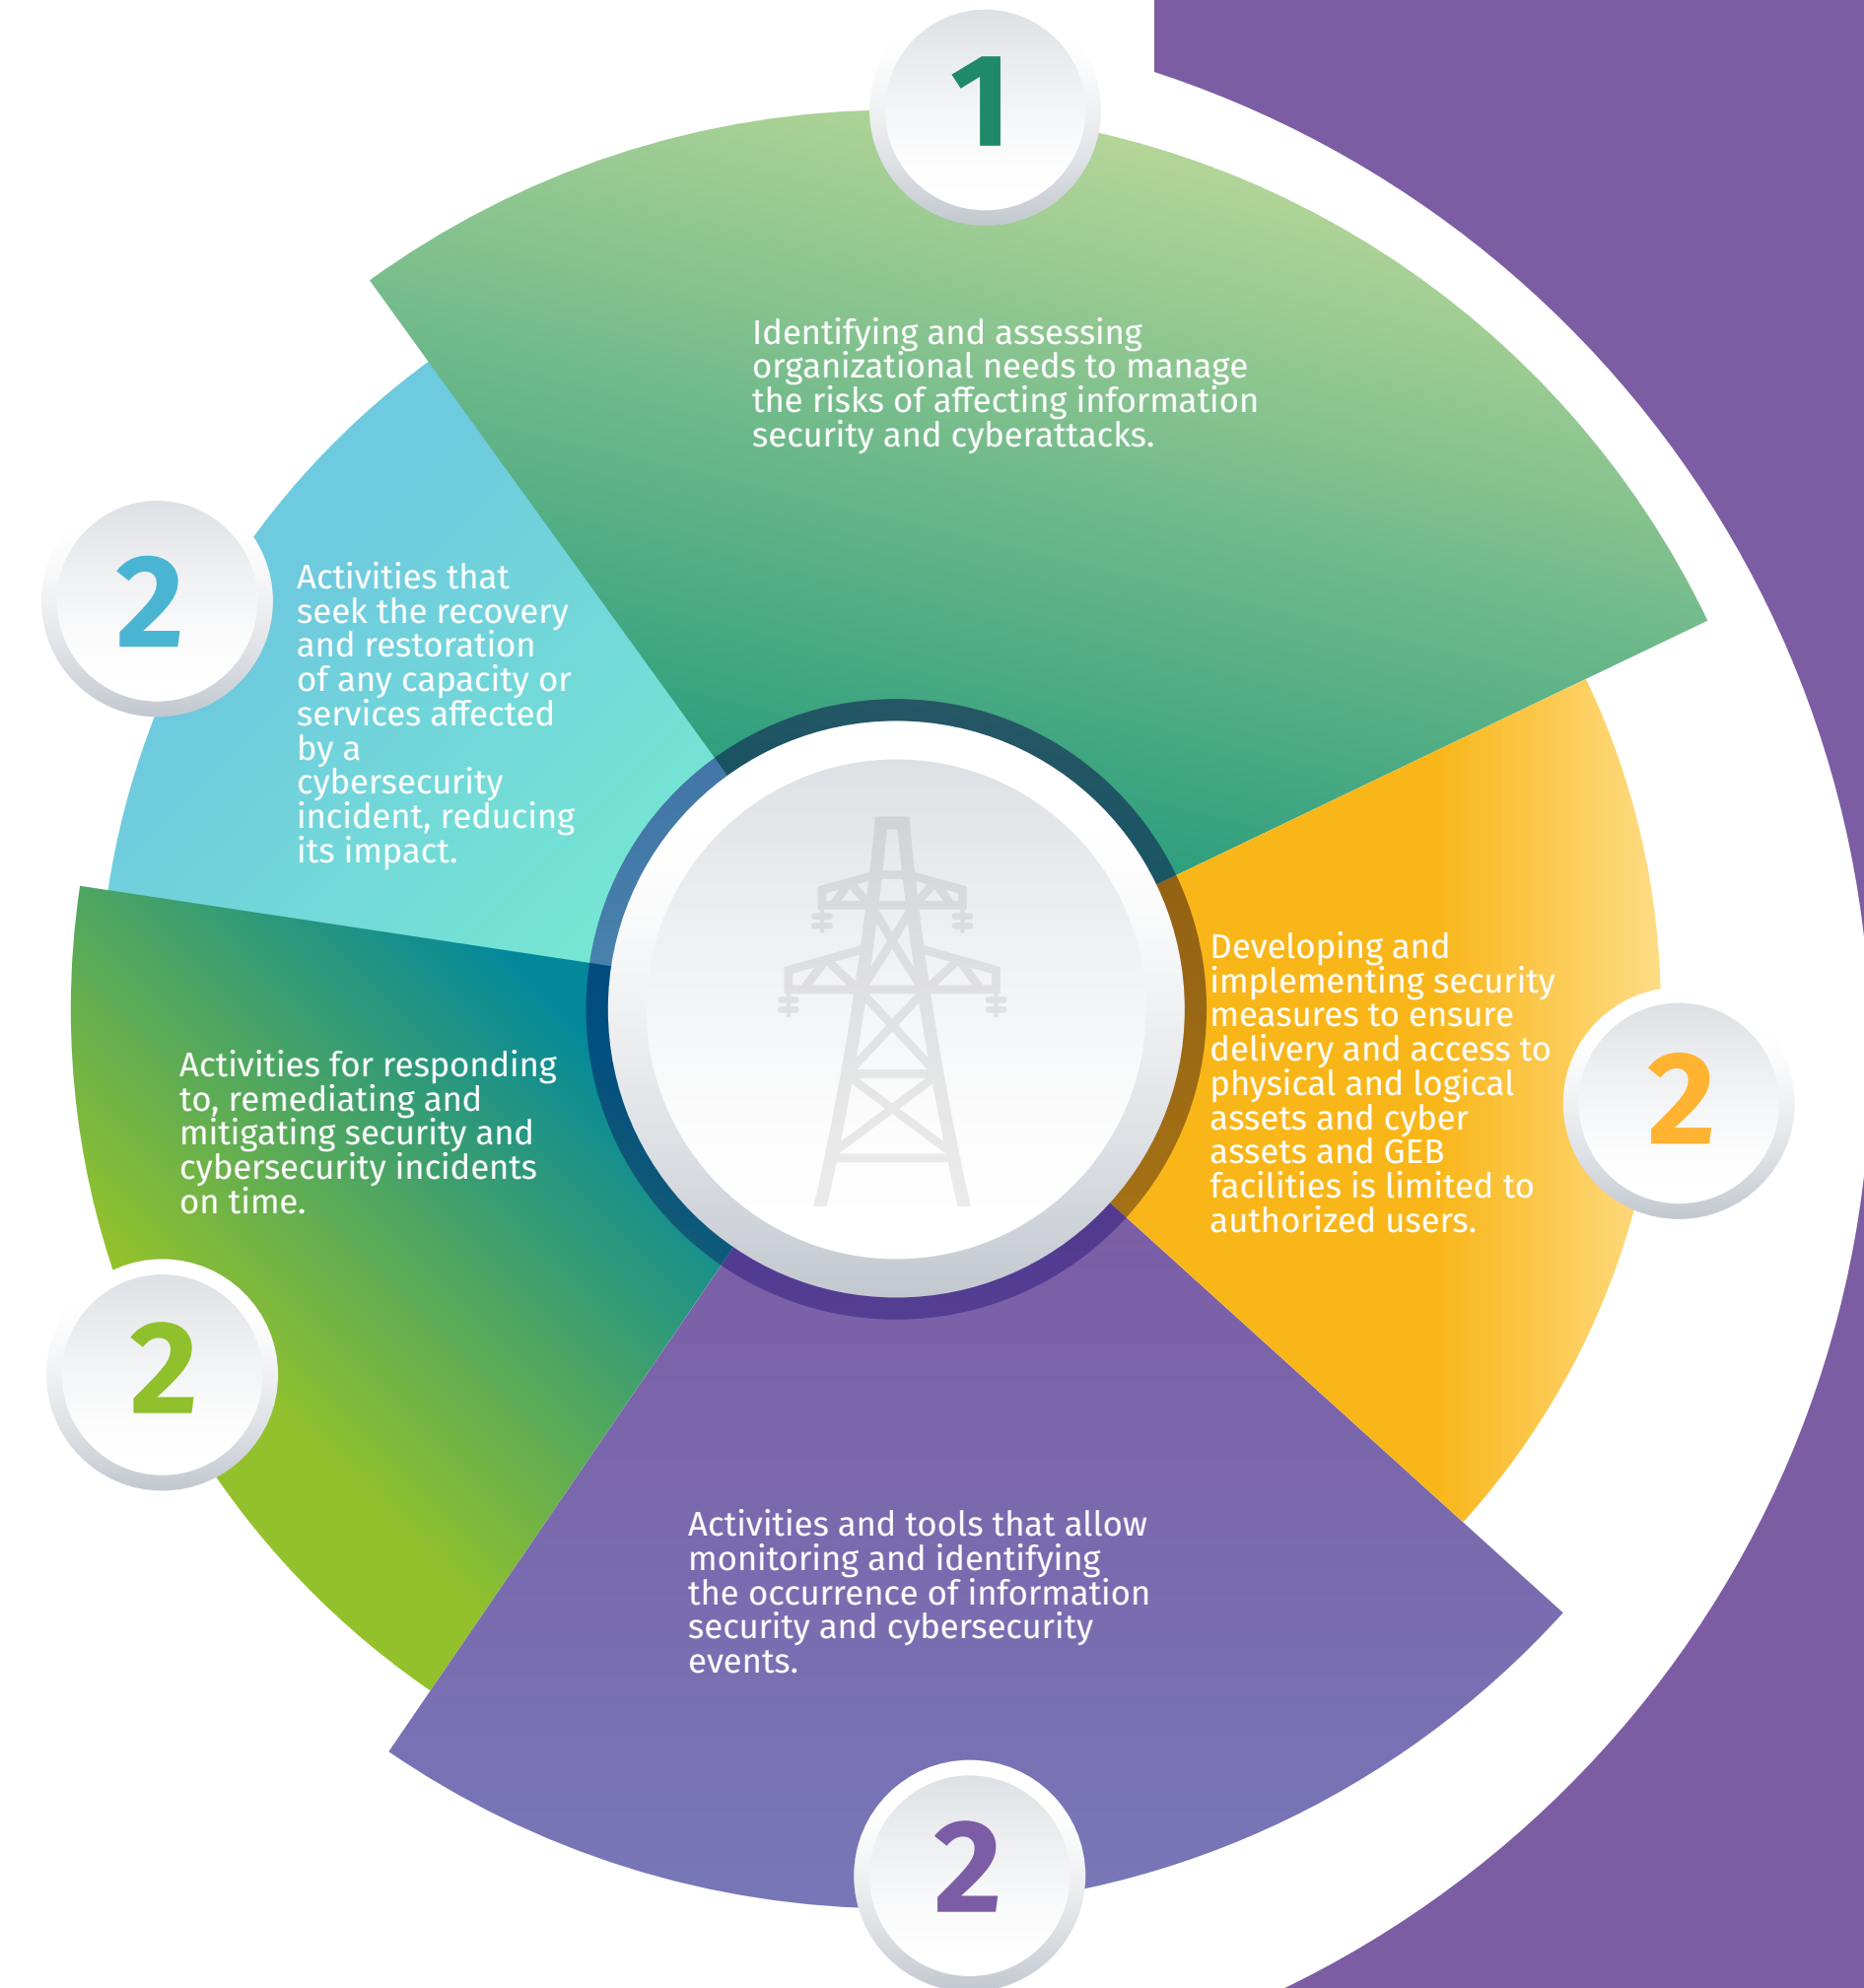 1
Identifying and assessing
organizational needs to manage
the risks of affecting information
security and cyberattacks.
2
Developing and
implementing security
measures to ensure
delivery and access to
physical and logical
assets and cyber
assets and GEB
facilities is limited to
authorized users.
2
Activities and tools that allow
monitoring and identifying
the occurrence of information
security and cybersecurity
events.
2
Activities for responding
to, remediating and
mitigating security and
cybersecurity incidents
on time.
2
Activities that
seek the recovery
and restoration
of any capacity or
services affected
by a
cybersecurity
incident, reducing
its impact.